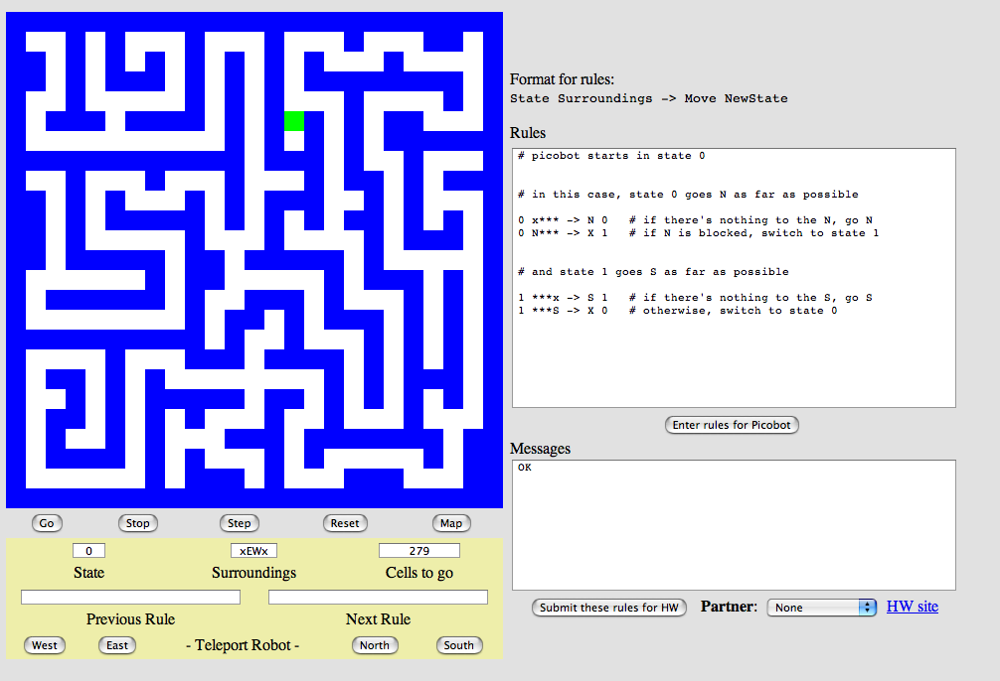 Format for rules:
State Surroundings -> Move NewState
Rules
# picobot starts in state 0
# in this case, state 0 goes N as far as possible
0 x*** -> N 0   # if there's nothing to the N, go N
0 N*** -> X 1   # if N is blocked, switch to state 1
# and state 1 goes S as far as possible
1 ***x -> S 1   # if there's nothing to the S, go S
1 ***S -> X 0   # otherwise, switch to state 0
Enter rules for Picobot
Messages
OK
Go Stop Step Reset Map
0 xEWx 279
State Surroundings Cells to go
Previous Rule Next Rule
West East - Teleport Robot - North South
Submit these rules for HW Partner: None HW site